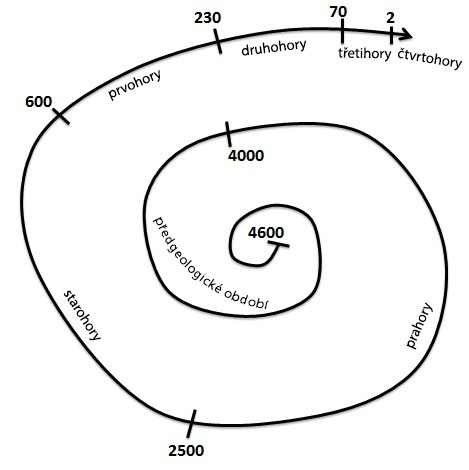 230
70
2
druhohory
třetihory
čtvrtohory
prvohory
600
4000
4600
předgeologické období
starohory
prahory
2500